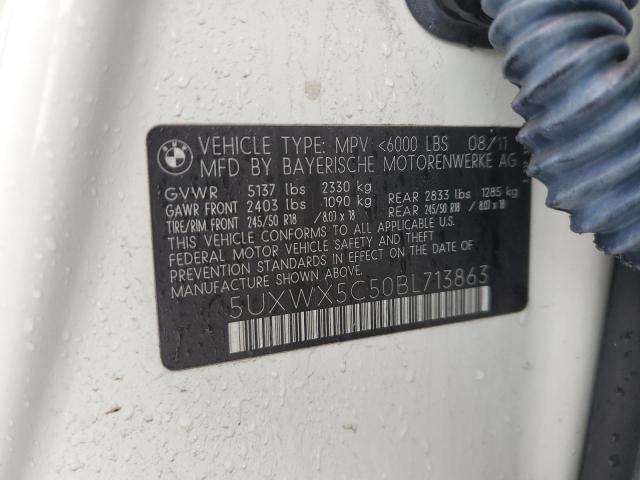 BMW
VEHICLE TYPE: MPV <6000 LBS 08/11
MFD BY BAYERISCHE MOTORENWERKE AG
GVWR 5137 lbs 2330 kg
GAWR FRONT 2403 lbs 1090 kg REAR 2833 lbs 1285 kg
TIRE/RIM FRONT 245/50 R18 / 8.0J x 18 REAR 245/50 R18 / 8.0J x 18
THIS VEHICLE CONFORMS TO ALL APPLICABLE
FEDERAL MOTOR VEHICLE SAFETY AND THEFT
PREVENTION STANDARDS IN EFFECT ON THE DATE OF
MANUFACTURE SHOWN ABOVE.
5UXWX5C50BL713863